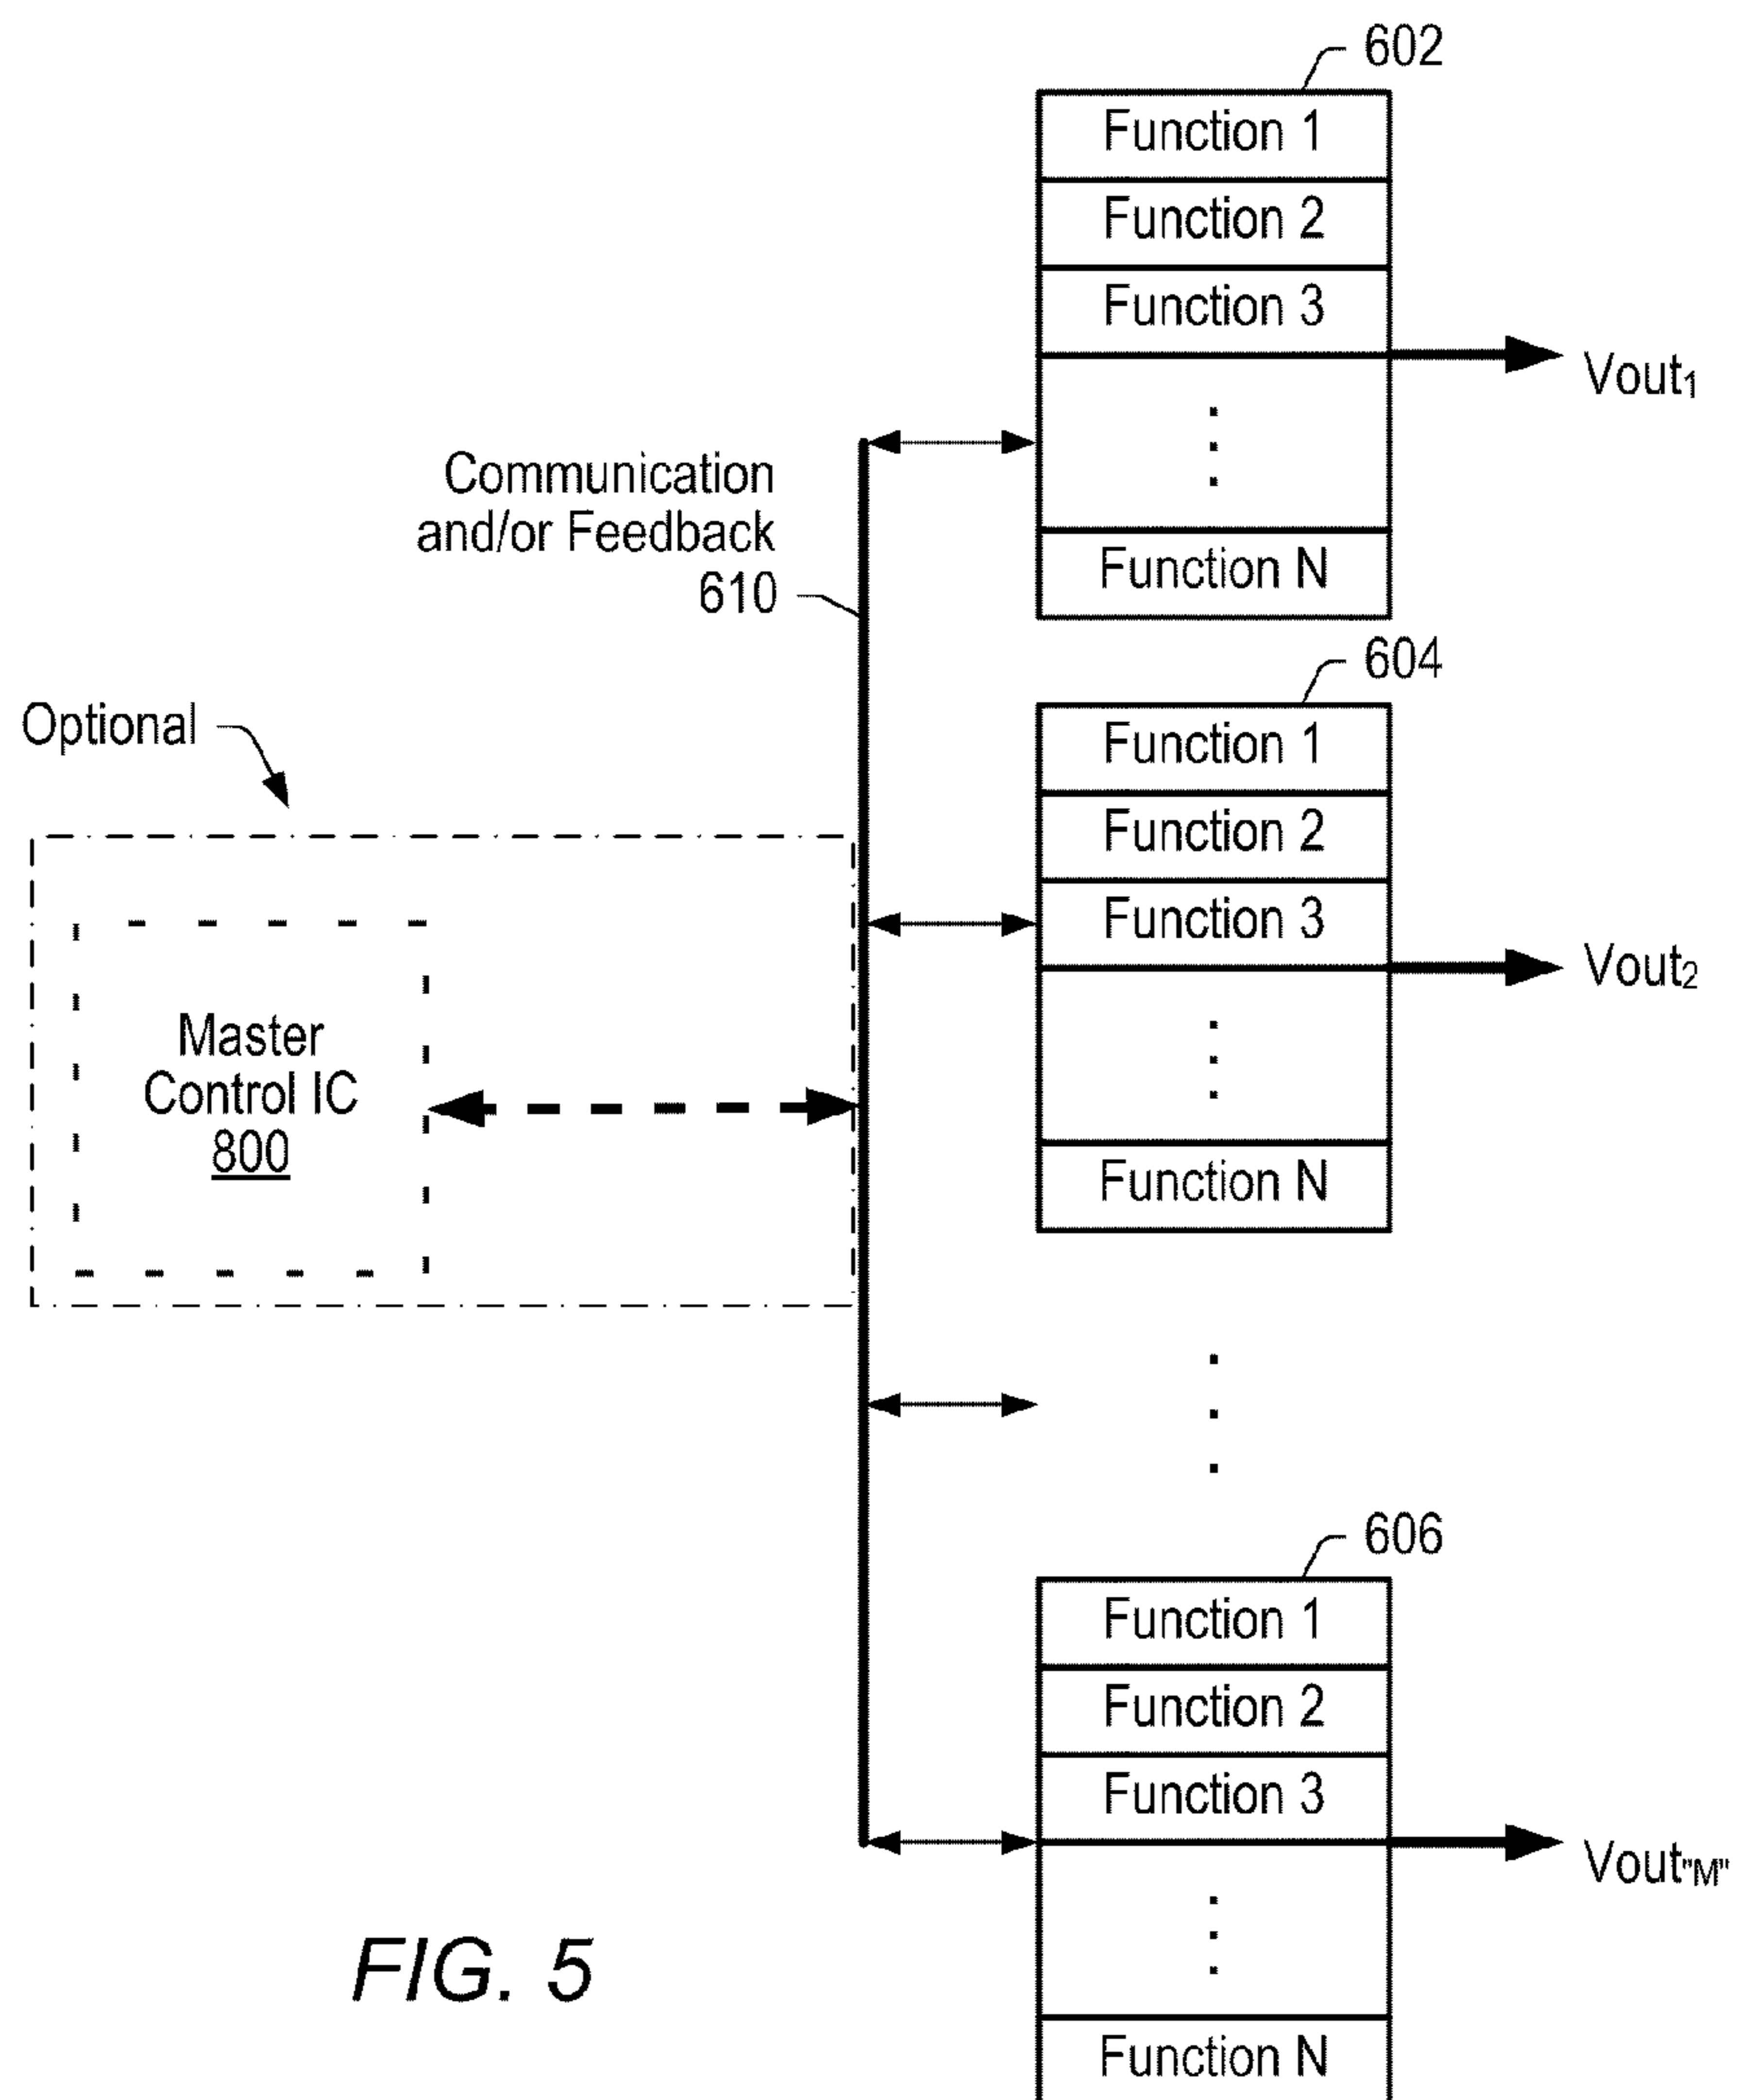 602
Function 1
Function 2
Function 3
Vout1
Function N
Communication
and/or Feedback
610
604
Function 1
Function 2
Function 3
Vout2
Function N
Optional
Master
Control IC
800
606
Function 1
Function 2
Function 3
Vout"M"
Function N
FIG. 5